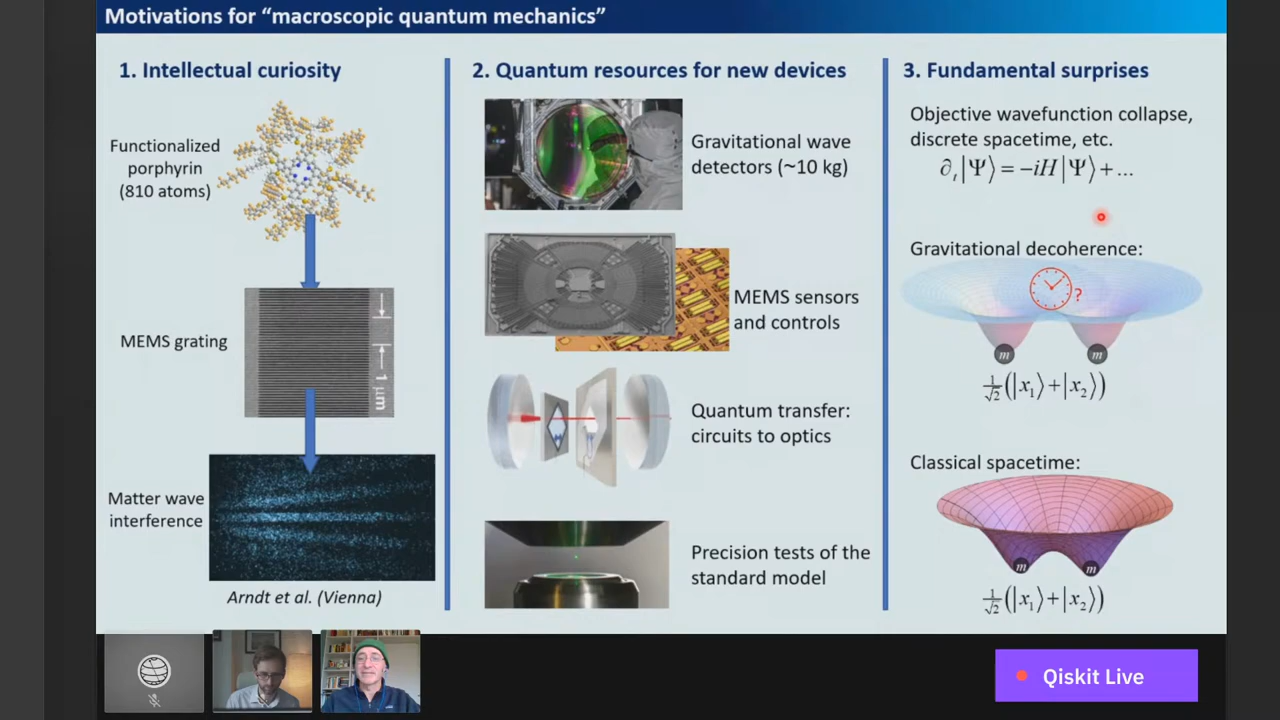 Motivations for “macroscopic quantum mechanics”
1. Intellectual curiosity
Functionalized
porphyrin
(810 atoms)
MEMS grating
1 µm
Matter wave
interference
Arndt et al. (Vienna)
2. Quantum resources for new devices
Gravitational wave
detectors (~10 kg)
MEMS sensors
and controls
Quantum transfer:
circuits to optics
Precision tests of the
standard model
3. Fundamental surprises
Objective wavefunction collapse,
discrete spacetime, etc.
∂ₜ|Ψ⟩ = −iH|Ψ⟩ + ...
Gravitational decoherence:
?
m m
1/√2 (|x₁⟩+|x₂⟩)
Classical spacetime:
m m
1/√2 (|x₁⟩+|x₂⟩)
Qiskit Live